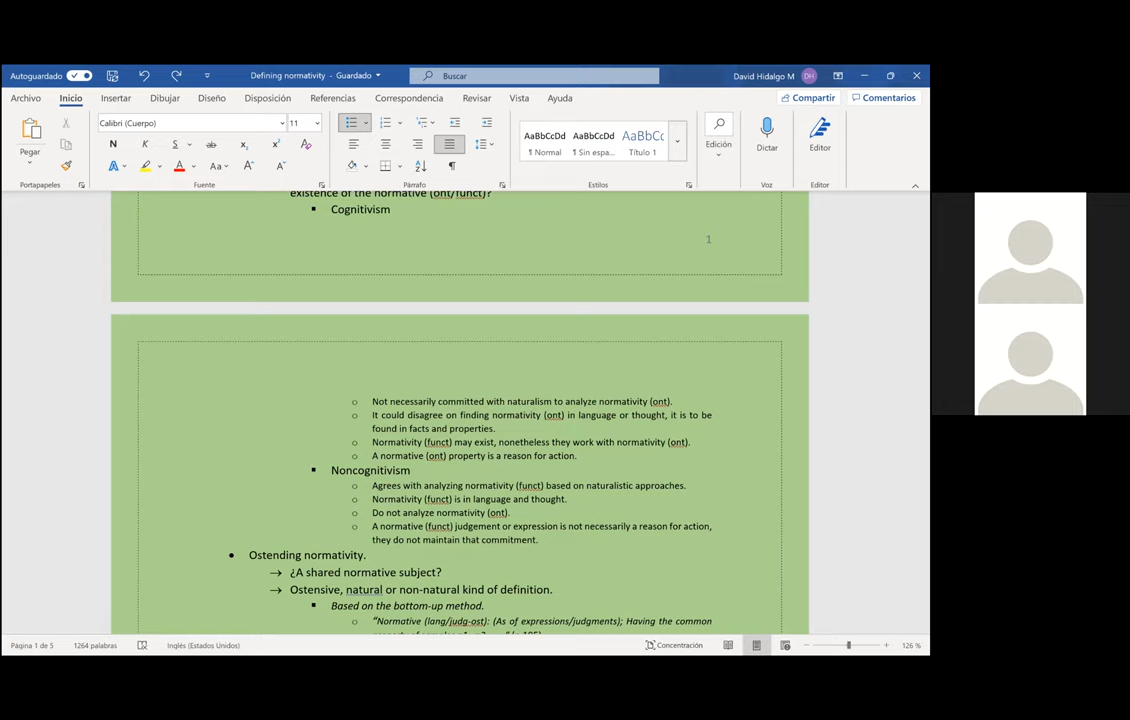 Autoguardado
Defining normativity - Guardado
Buscar
David Hidalgo M
DH
Archivo Inicio Insertar Dibujar Diseño Disposición Referencias Correspondencia Revisar Vista Ayuda
Compartir
Comentarios
Calibri (Cuerpo)
11
AaBbCcDd
AaBbCcDd
AaBbCc
Pegar
N K S ab x₂ x²
¶ Normal
¶ Sin espa...
Título 1
Edición
Dictar
Editor
A A Aa A A
Portapapeles
Fuente
Párrafo
Estilos
Voz
Editor
existence of the normative (ont/funct)?
▪ Cognitivism
1
o Not necessarily committed with naturalism to analyze normativity (ont).
o It could disagree on finding normativity (ont) in language or thought, it is to be
found in facts and properties.
o Normativity (funct) may exist, nonetheless they work with normativity (ont).
o A normative (ont) property is a reason for action.
▪ Noncognitivism
o Agrees with analyzing normativity (funct) based on naturalistic approaches.
o Normativity (funct) is in language and thought.
o Do not analyze normativity (ont).
o A normative (funct) judgement or expression is not necessarily a reason for action,
they do not maintain that commitment.
• Ostending normativity.
→ ¿A shared normative subject?
→ Ostensive, natural or non-natural kind of definition.
▪ Based on the bottom-up method.
o “Normative (lang/judg-ost): (As of expressions/judgments); Having the common
Página 1 de 5
1264 palabras
Inglés (Estados Unidos)
Concentración
126 %